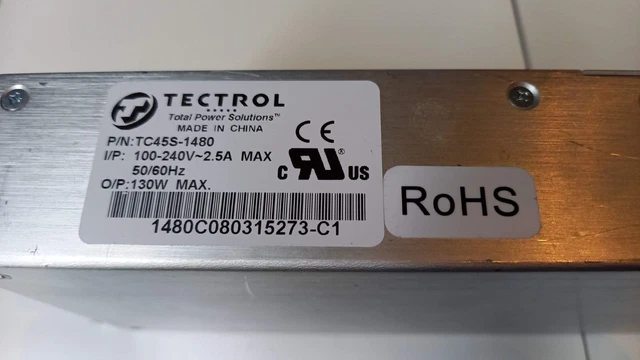 TECTROL
Total Power Solutions™
MADE IN CHINA
P/N:TC45S-1480
I/P: 100-240V~2.5A MAX
50/60Hz
O/P:130W MAX.
1480C080315273-C1
CE
c RU US
RoHS